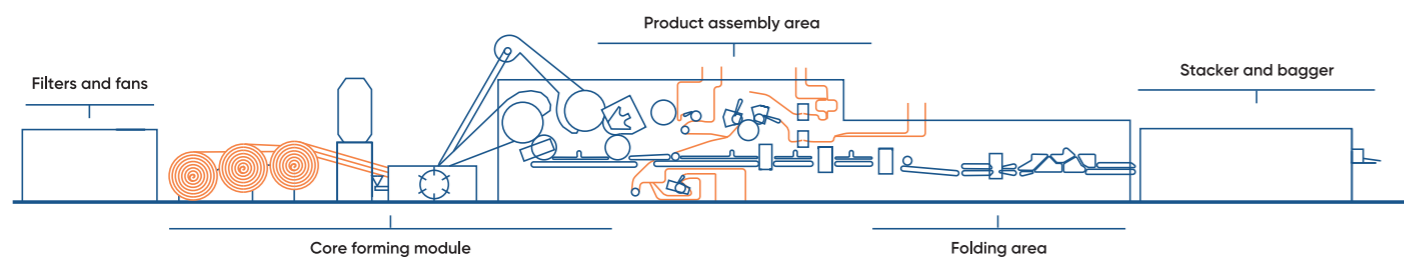 Product assembly area
Filters and fans
Stacker and bagger
Core forming module
Folding area